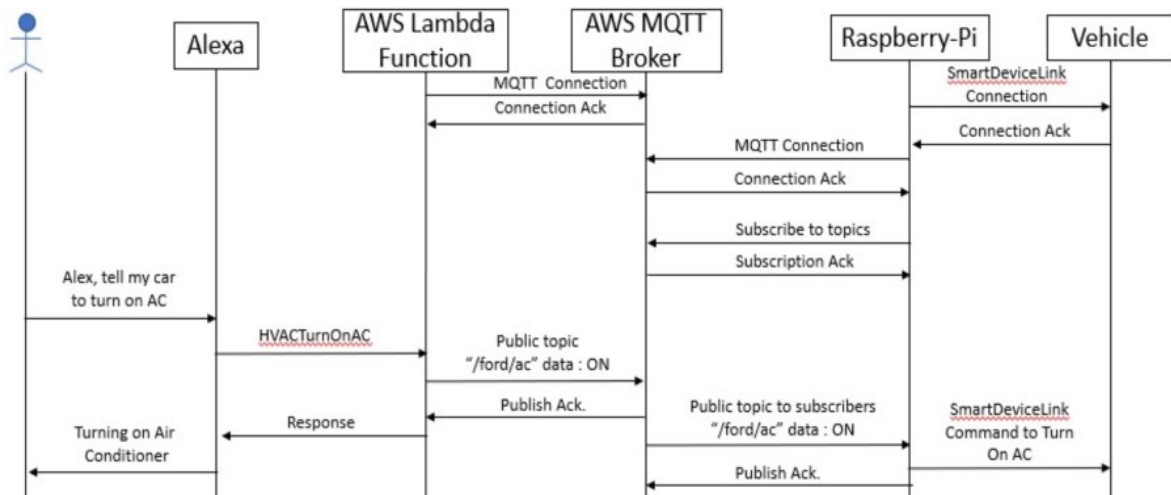 Alexa
AWS Lambda
Function
AWS MQTT
Broker
Raspberry-Pi
Vehicle
MQTT Connection
Connection Ack
SmartDeviceLink
Connection
Connection Ack
MQTT Connection
Connection Ack
Subscribe to topics
Subscription Ack
Alex, tell my car
to turn on AC
HVACTurnOnAC
Public topic
“/ford/ac” data : ON
Publish Ack.
Response
Turning on Air
Conditioner
Public topic to subscribers
“/ford/ac” data : ON
SmartDeviceLink
Command to Turn
On AC
Publish Ack.